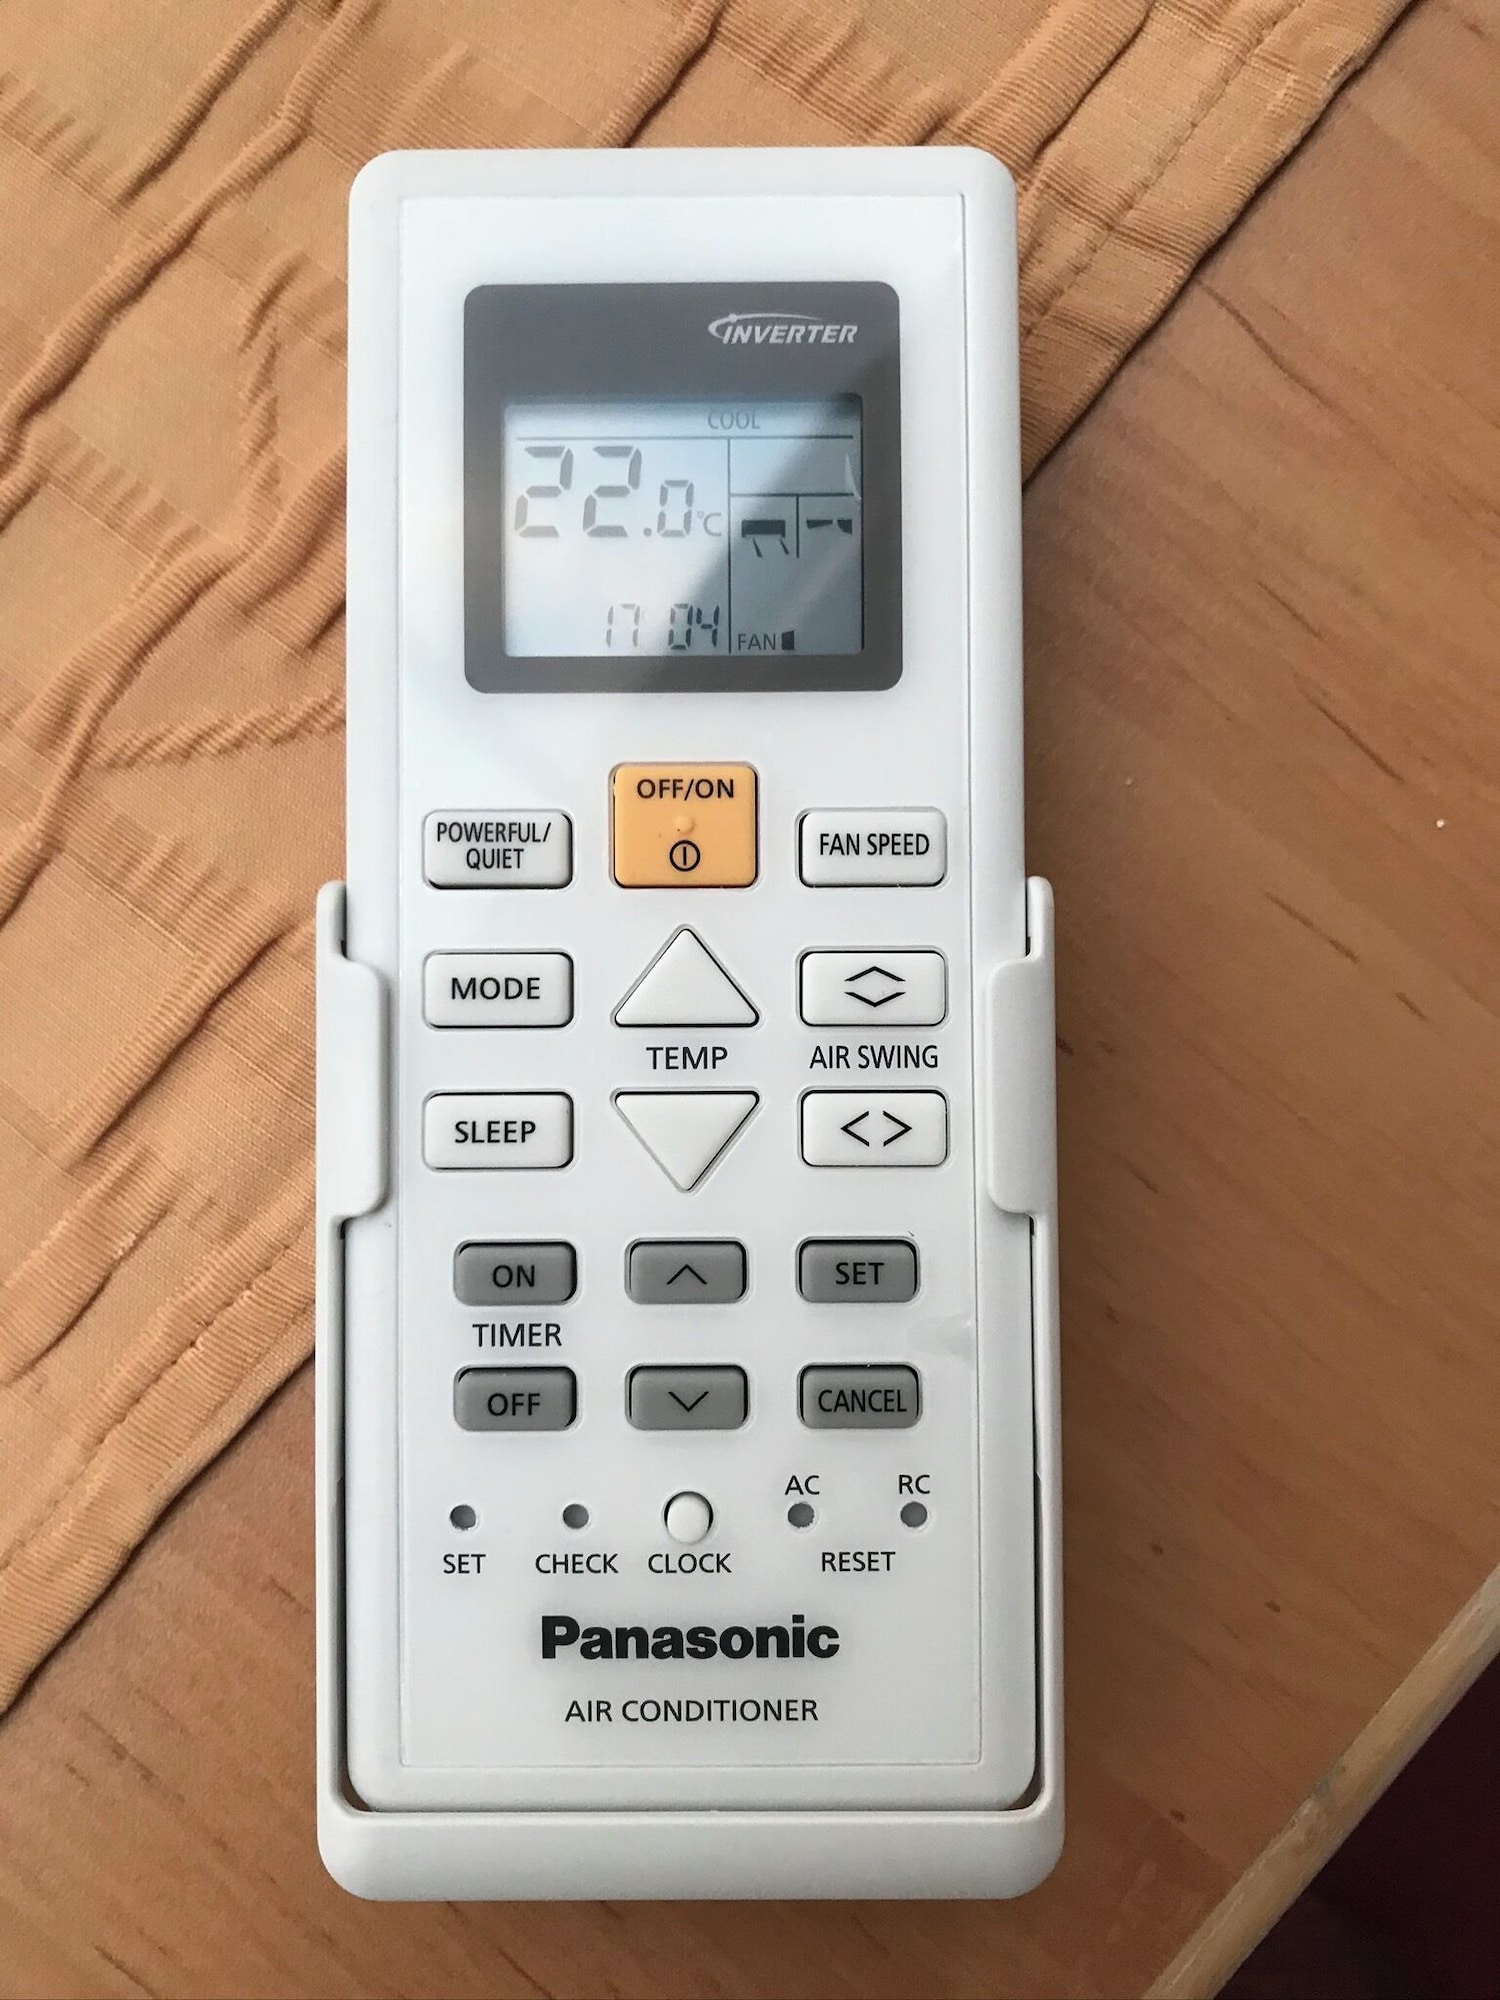 INVERTER
COOL
22.0°C
17 04 FAN
OFF/ON
POWERFUL/
QUIET
FAN SPEED
MODE
TEMP
AIR SWING
SLEEP
ON
SET
TIMER
OFF
CANCEL
AC RC
SET CHECK CLOCK RESET
Panasonic
AIR CONDITIONER